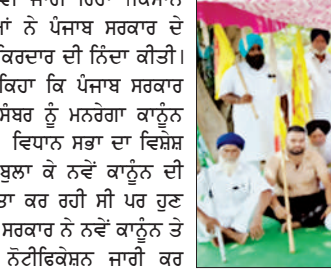 ਜਾਰੀ ਰਿਹਾ ਕਿਸਾਨ
ਨੇ ਪੰਜਾਬ ਸਰਕਾਰ ਦੇ
ਕਿਰਦਾਰ ਦੀ ਨਿੰਦਾ ਕੀਤੀ।
ਕਿਹਾ ਕਿ ਪੰਜਾਬ ਸਰਕਾਰ
ਸੰਬਰ ਨੂੰ ਮਨਰੇਗਾ ਕਾਨੂੰਨ
ਵਿਧਾਨ ਸਭਾ ਦਾ ਵਿਸ਼ੇਸ਼
ਬੁਲਾ ਕੇ ਨਵੇਂ ਕਾਨੂੰਨ ਦੀ
ਤਾ ਕਰ ਰਹੀ ਸੀ ਪਰ ਹੁਣ
ਸਰਕਾਰ ਨੇ ਨਵੇਂ ਕਾਨੂੰਨ ਤੇ
ਨੋਟੀਫਿਕੇਸ਼ਨ ਜਾਰੀ ਕਰ